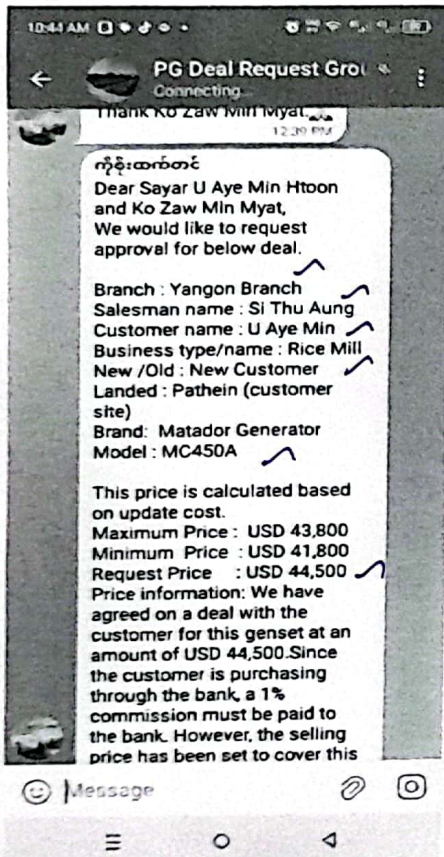 10:44 AM
PG Deal Request Grou
Connecting...
Thank Ko Zaw Min Myat.
12:39 PM
ကိုစိုးထက်တင်
Dear Sayar U Aye Min Htoon
and Ko Zaw Min Myat,
We would like to request
approval for below deal.
Branch : Yangon Branch
Salesman name : Si Thu Aung
Customer name : U Aye Min
Business type/name : Rice Mill
New /Old : New Customer
Landed : Pathein (customer
site)
Brand: Matador Generator
Model : MC450A
This price is calculated based
on update cost.
Maximum Price : USD 43,800
Minimum Price : USD 41,800
Request Price : USD 44,500
Price information: We have
agreed on a deal with the
customer for this genset at an
amount of USD 44,500.Since
the customer is purchasing
through the bank, a 1%
commission must be paid to
the bank. However, the selling
price has been set to cover this
Message